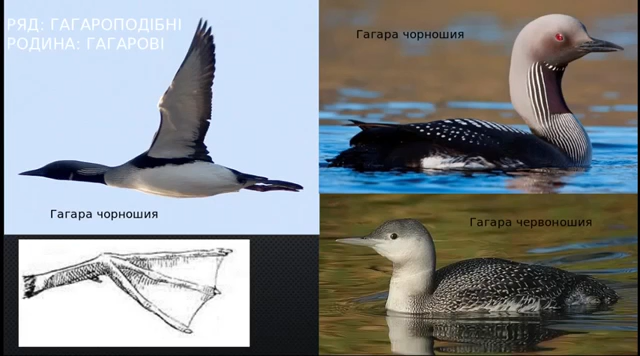 РЯД: ГАГАРОПОДІБНІ
РОДИНА: ГАГАРОВІ
Гагара чорношия
Гагара чорношия
Гагара червоношия